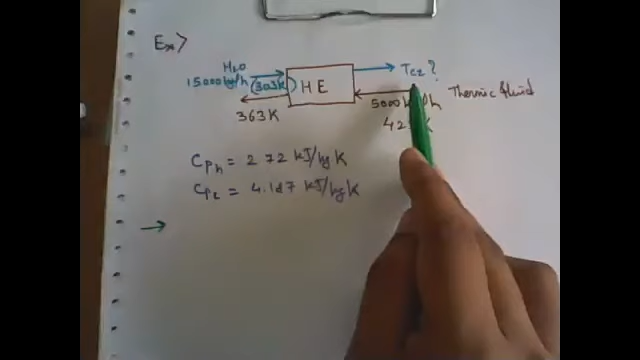 Ex>
H₂O
15000 kg/h (303K) HE Tc₂ ?
5000 k /h Thermic fluid
363K 42 K
Cph = 2 72 kJ/kg K
Cpc = 4.187 kJ/kg K
→